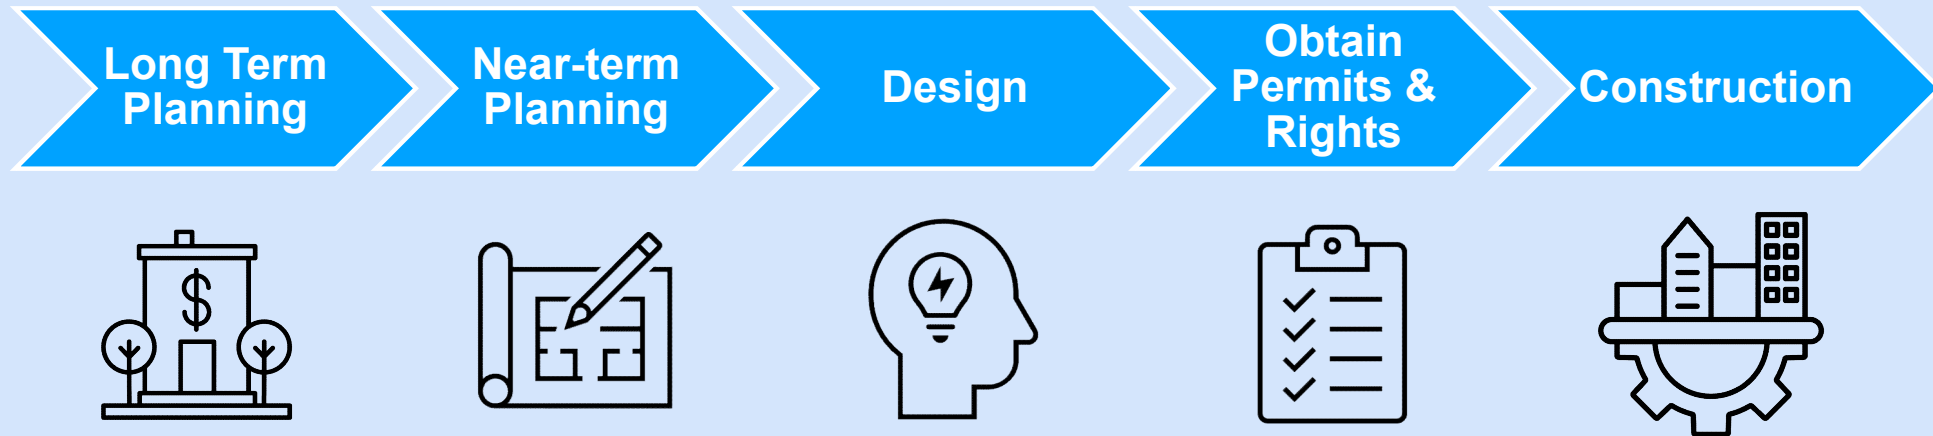 Long Term
Planning
Near-term
Planning
Design
Obtain
Permits &
Rights
Construction
$